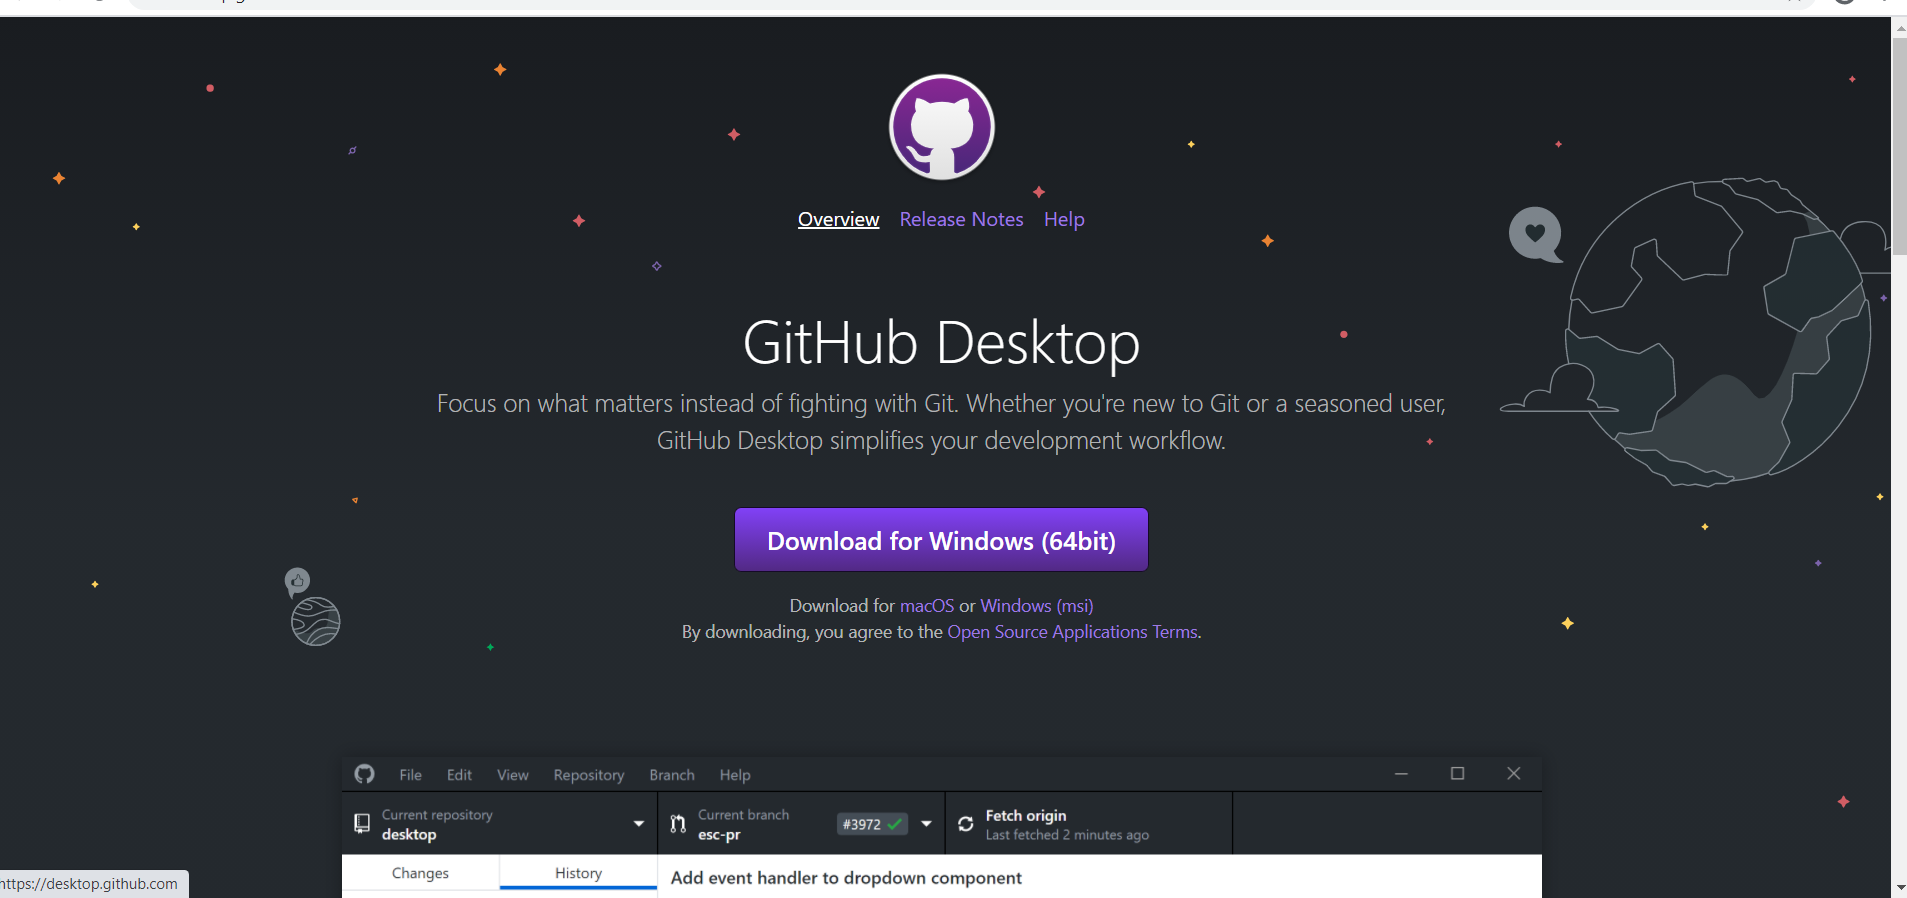 Overview Release Notes Help
GitHub Desktop
Focus on what matters instead of fighting with Git. Whether you're new to Git or a seasoned user,
GitHub Desktop simplifies your development workflow.
Download for Windows (64bit)
Download for macOS or Windows (msi)
By downloading, you agree to the Open Source Applications Terms.
File Edit View Repository Branch Help
Current repository
desktop
Current branch
esc-pr
#3972
Fetch origin
Last fetched 2 minutes ago
Changes History
Add event handler to dropdown component
https://desktop.github.com